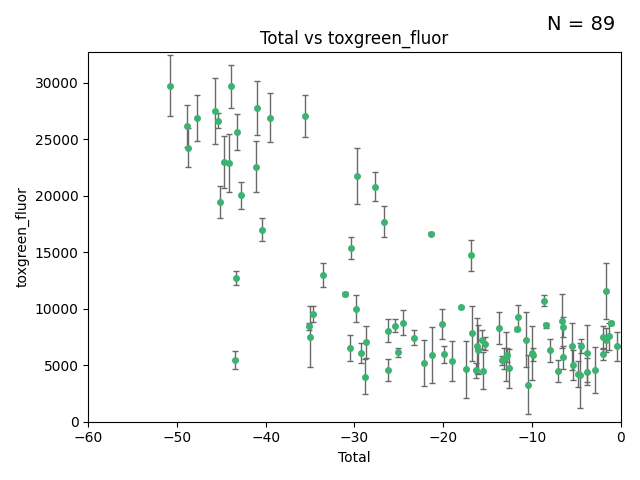 N = 89
Total vs toxgreen_fluor
30000
25000
20000
15000
10000
5000
0
toxgreen_fluor
−60 −50 −40 −30 −20 −10 0
Total